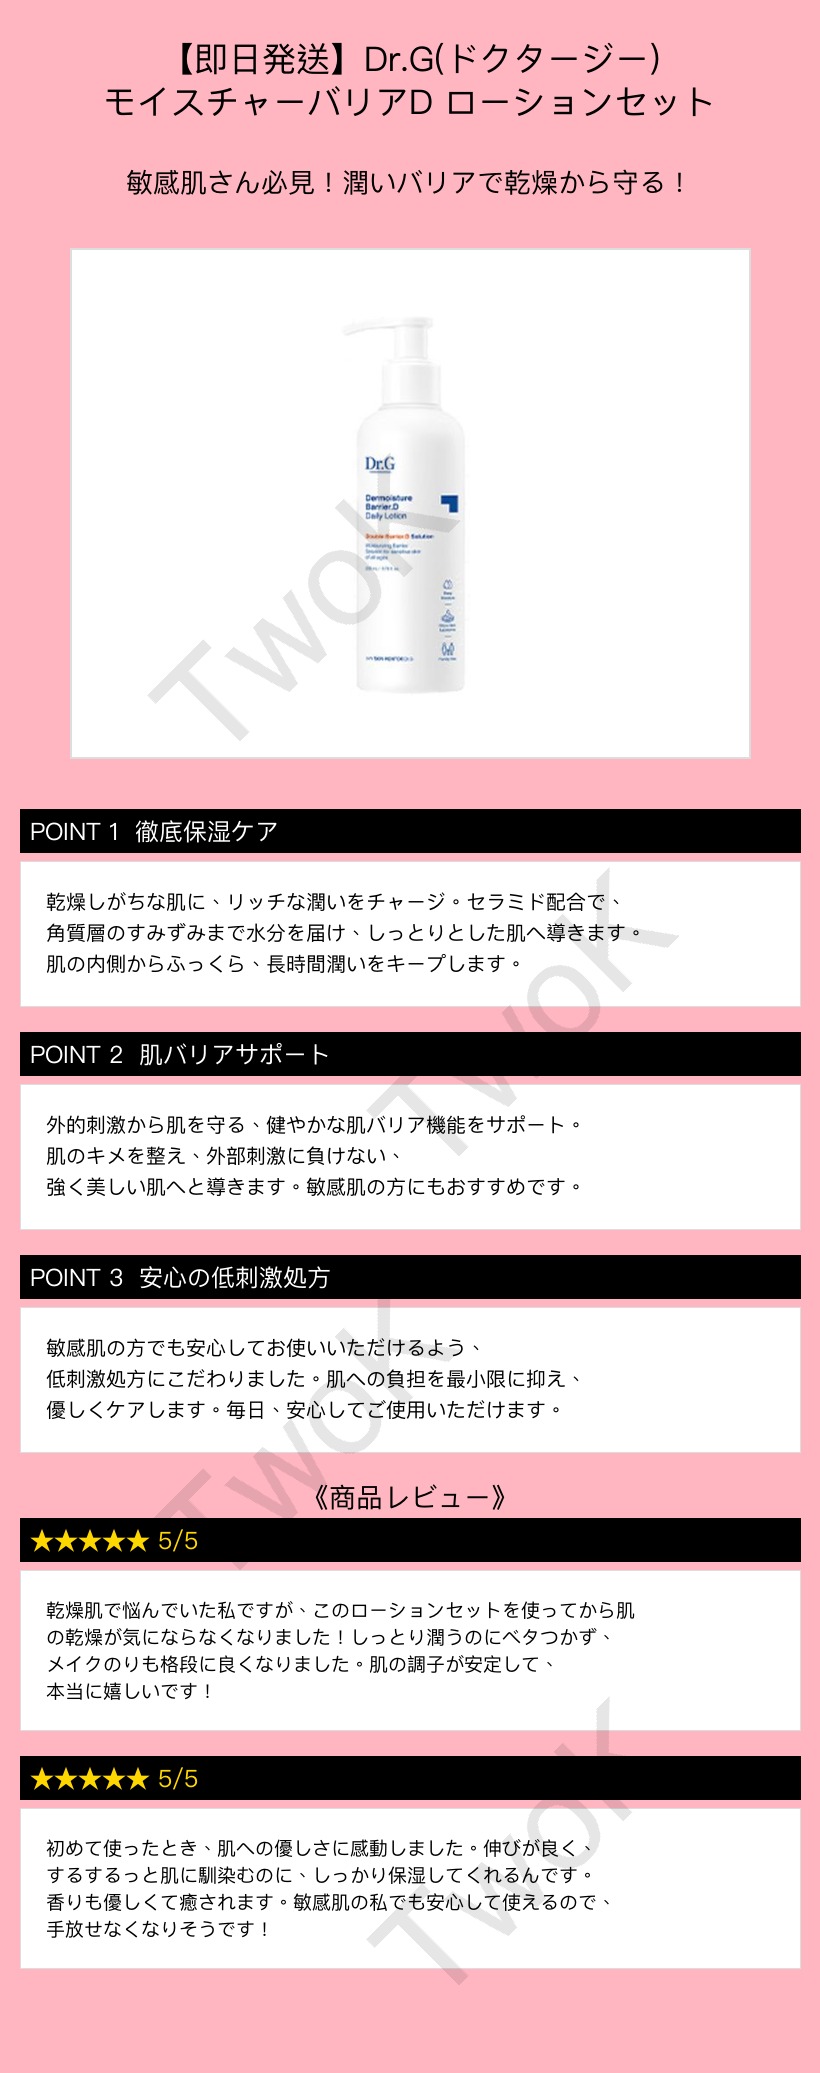 【即日発送】Dr.G(ドクタージー)
モイスチャーバリアD ローションセット
敏感肌さん必見！潤いバリアで乾燥から守る！
Dr.G
Dermoisture
Barrier.D
Daily Lotion
Double Barrier.D Solution
TwoK
POINT 1 徹底保湿ケア
乾燥しがちな肌に、リッチな潤いをチャージ。セラミド配合で、
角質層のすみずみまで水分を届け、しっとりとした肌へ導きます。
肌の内側からふっくら、長時間潤いをキープします。
TwoK
POINT 2 肌バリアサポート
外的刺激から肌を守る、健やかな肌バリア機能をサポート。
肌のキメを整え、外部刺激に負けない、
強く美しい肌へと導きます。敏感肌の方にもおすすめです。
POINT 3 安心の低刺激処方
敏感肌の方でも安心してお使いいただけるよう、
低刺激処方にこだわりました。肌への負担を最小限に抑え、
優しくケアします。毎日、安心してご使用いただけます。
TwoK
《商品レビュー》
★★★★★ 5/5
乾燥肌で悩んでいた私ですが、このローションセットを使ってから肌
の乾燥が気にならなくなりました！しっとり潤うのにベタつかず、
メイクのりも格段に良くなりました。肌の調子が安定して、
本当に嬉しいです！
★★★★★ 5/5
初めて使ったとき、肌への優しさに感動しました。伸びが良く、
するするっと肌に馴染むのに、しっかり保湿してくれるんです。
香りも優しくて癒されます。敏感肌の私でも安心して使えるので、
手放せなくなりそうです！
TwoK